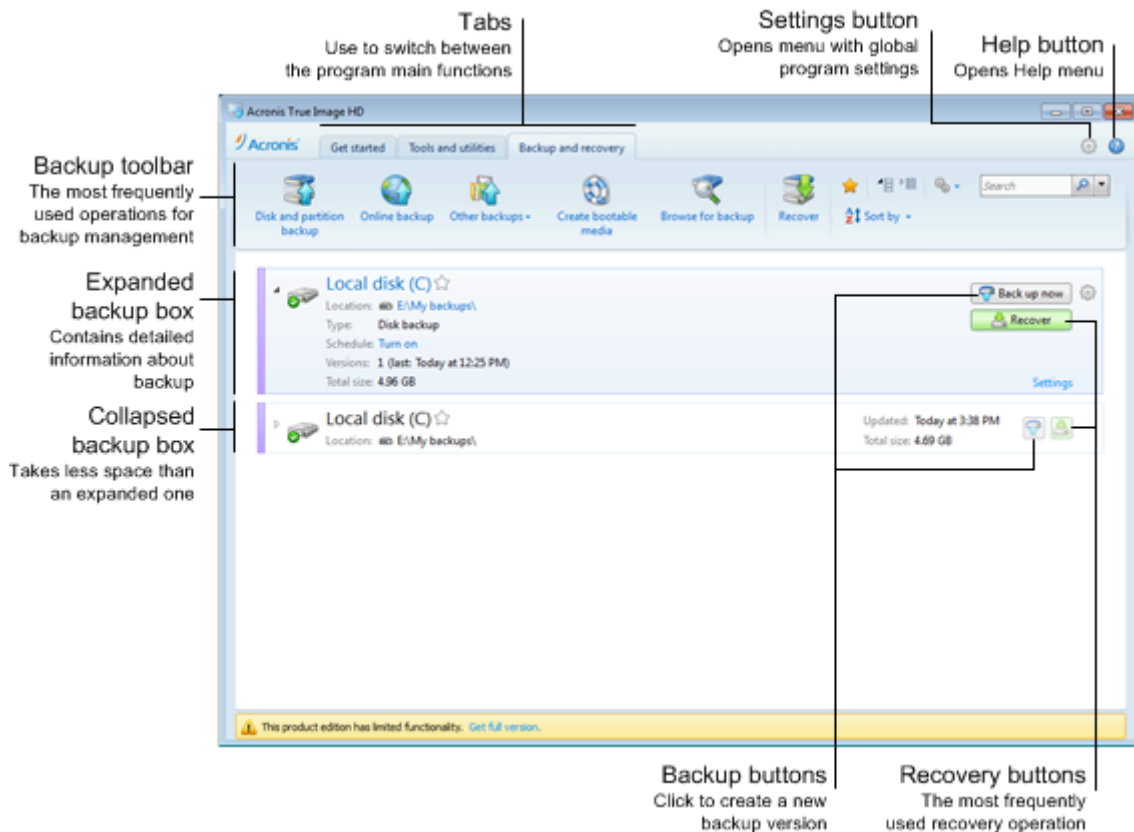 Tabs
Use to switch between
the program main functions
Settings button
Opens menu with global
program settings
Help button
Opens Help menu
Acronis True Image HD
Acronis
Get started
Tools and utilities
Backup and recovery
Backup toolbar
The most frequently
used operations for
backup management
Disk and partition
backup
Online backup
Other backups
Create bootable
media
Browse for backup
Recover
Search
Sort by
Expanded
backup box
Contains detailed
information about
backup
Local disk (C)
Location: E:\My backups\
Type: Disk backup
Schedule: Turn on
Versions: 1 (last: Today at 12:25 PM)
Total size: 4.96 GB
Back up now
Recover
Settings
Collapsed
backup box
Takes less space than
an expanded one
Local disk (C)
Location: E:\My backups\
Updated: Today at 3:38 PM
Total size: 4.69 GB
This product edition has limited functionality. Get full version.
Backup buttons
Click to create a new
backup version
Recovery buttons
The most frequently
used recovery operation